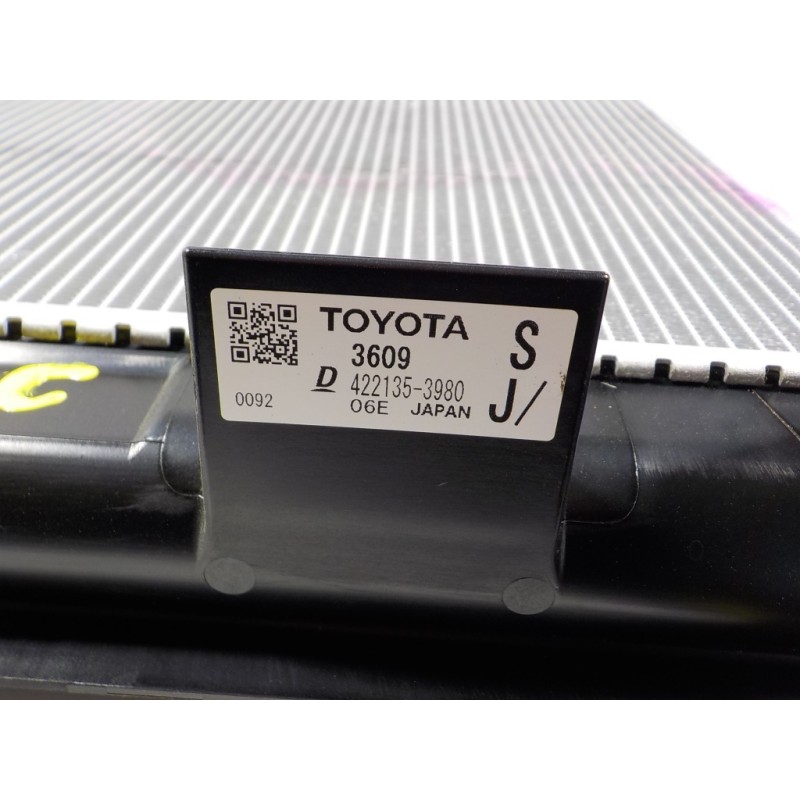 TOYOTA S
3609
D 422135-3980 J/
0092 06E JAPAN
C